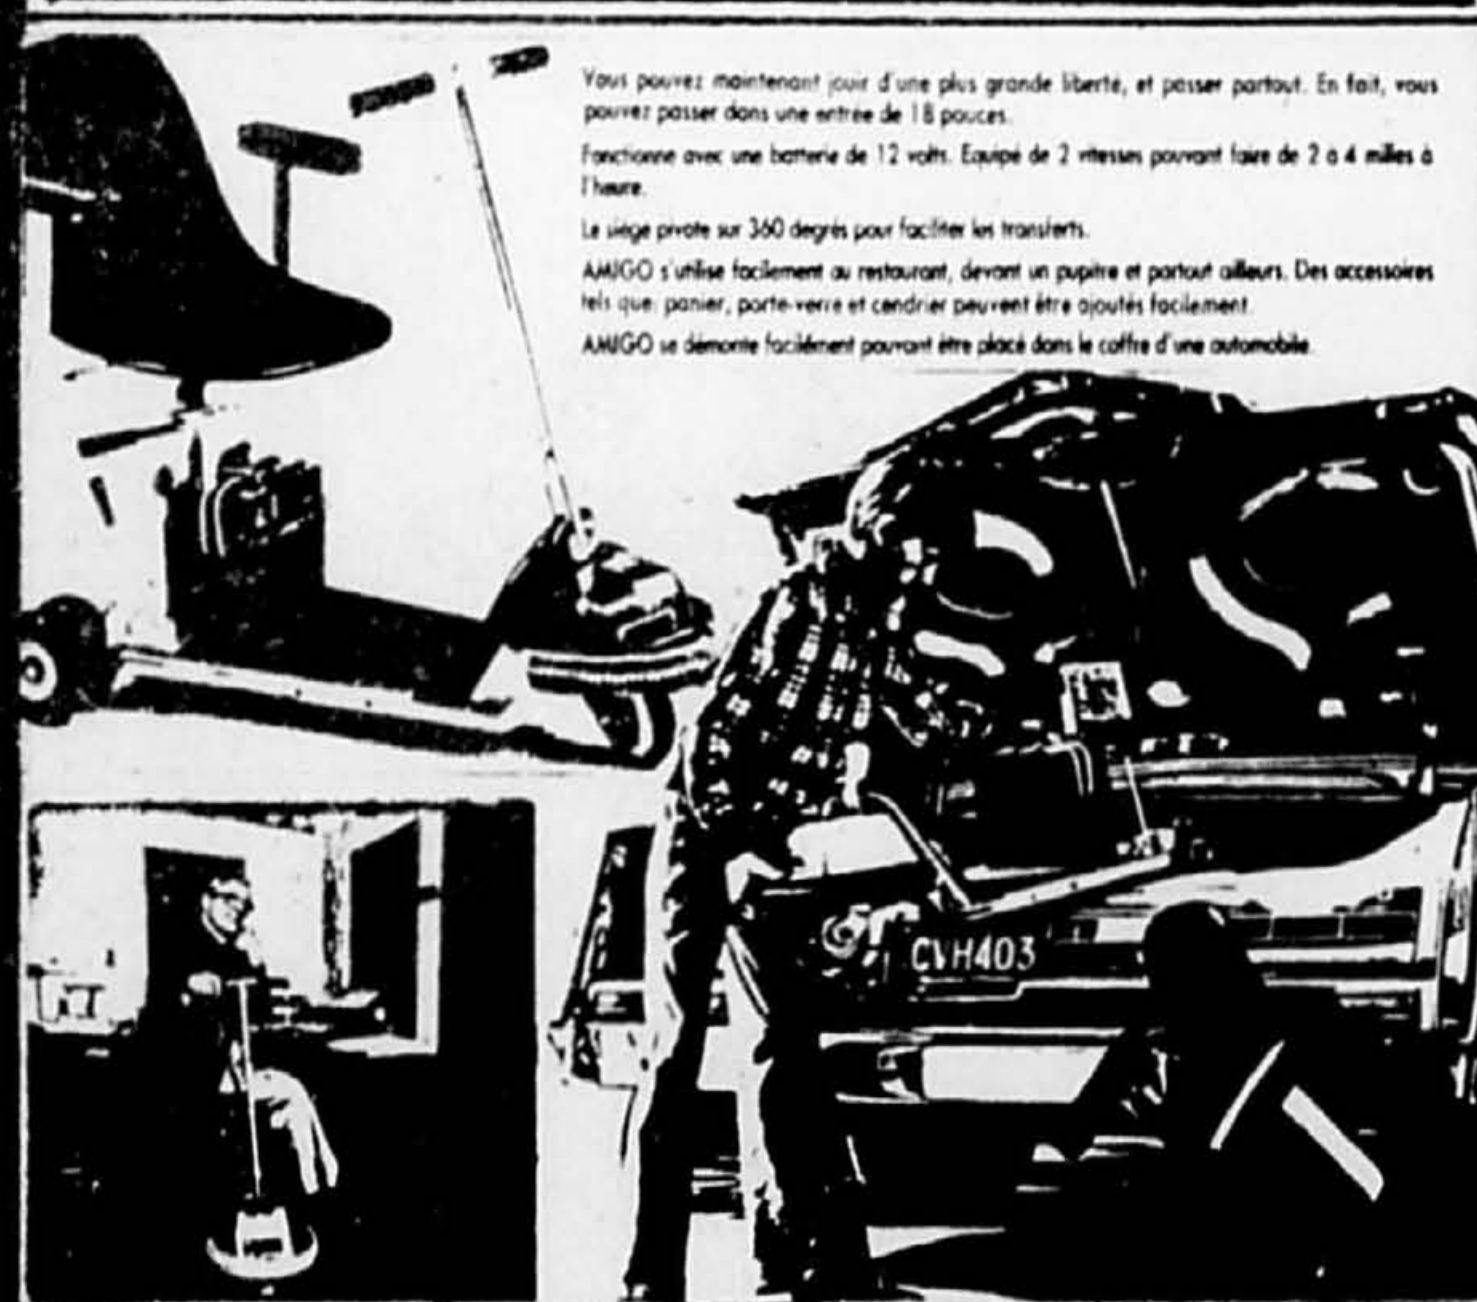 Vous pouvez maintenant jouir d'une plus grande liberté, et passer partout. En fait, vous
pouvez passer dans une entrée de 18 pouces.
Fonctionne avec une batterie de 12 volts. Equipé de 2 vitesses pouvant faire de 2 à 4 milles à
l'heure.
Le siège pivote sur 360 degrés pour faciliter les transferts.
AMIGO s'utilise facilement au restaurant, devant un pupitre et partout ailleurs. Des accessoires
tels que: panier, porte-verre et cendrier peuvent être ajoutés facilement.
AMIGO se démonte facilément pouvant être placé dans le coffre d'une automobile.
CVH403